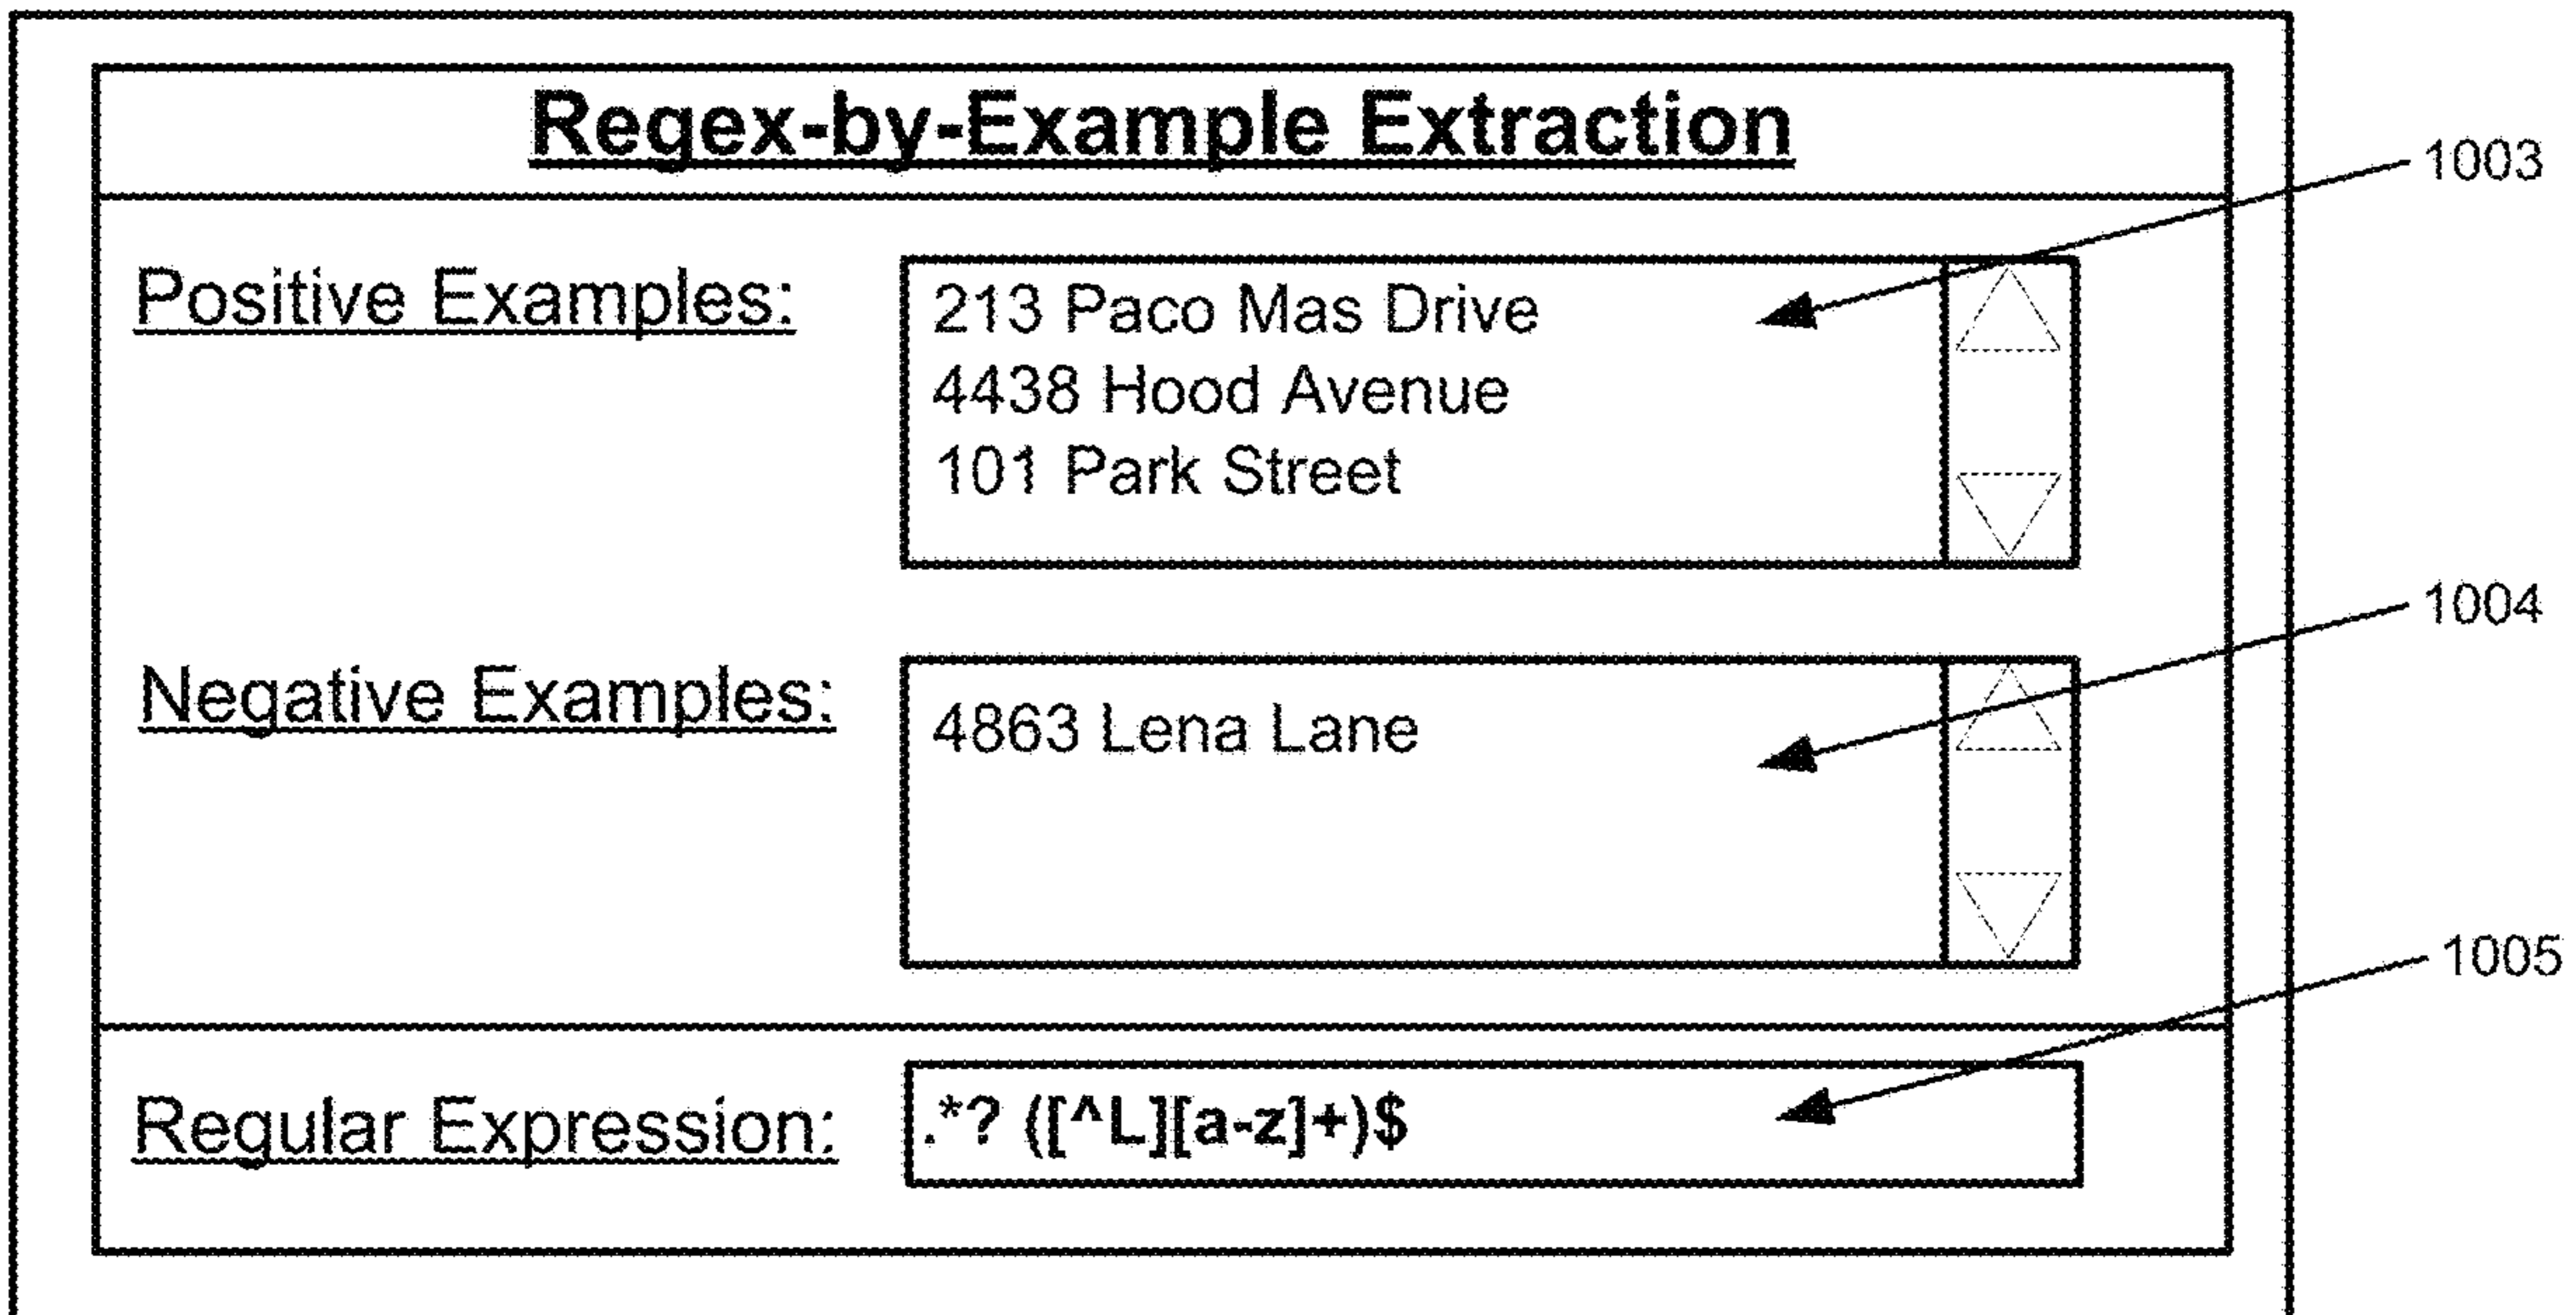 Regex-by-Example Extraction
1003
Positive Examples:
213 Paco Mas Drive
4438 Hood Avenue
101 Park Street
1004
Negative Examples:
4863 Lena Lane
1005
Regular Expression:
.*? ([^L][a-z]+)$